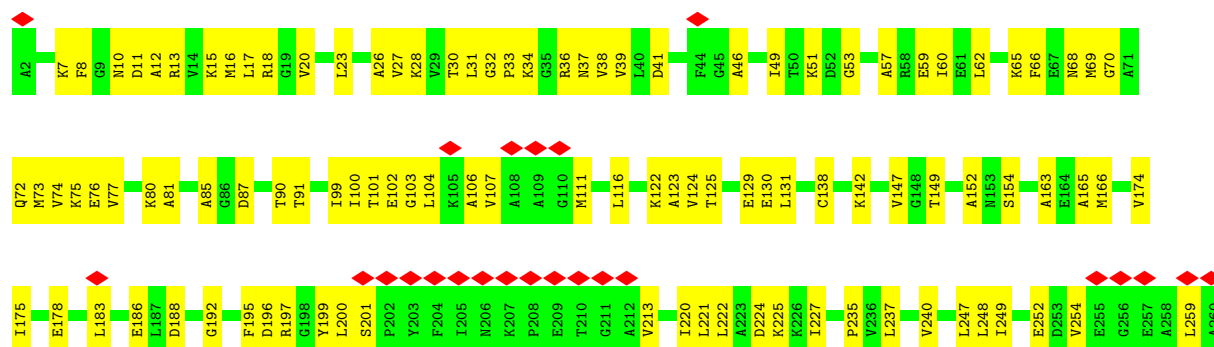 A2 K7 F8 G9 N10 D11 A12 R13 V14 K15 M16 L17 R18 G19 V20 L23 A26 V27 K28 V29 T30 L31 G32 P33 K34 G35 R36 N37 V38 V39 L40 D41 F44 G45 A46 I49 T50 K51 D52 G53 A57 R58 E59 I60 E61 L62 K65 F66 E67 N68 M69 G70 A71
Q72 M73 V74 K75 E76 V77 K80 A81 A85 G86 D87 T90 T91 I99 I100 T101 E102 G103 L104 K105 A106 V107 A108 A109 G110 M111 L116 K122 A123 V124 T125 E129 E130 L131 C138 K142 V147 G148 T149 A152 N153 S154 A163 E164 A165 M166 V174
I175 E178 L183 E186 L187 D188 G192 F195 D196 R197 G198 Y199 L200 S201 P202 Y203 F204 I205 N206 K207 P208 E209 T210 G211 A212 V213 I220 L221 L222 A223 D224 K225 K226 I227 P235 V236 L237 V240 L247 L248 I249 E252 D253 V254 E255 G256 E257 A258 L259 A260